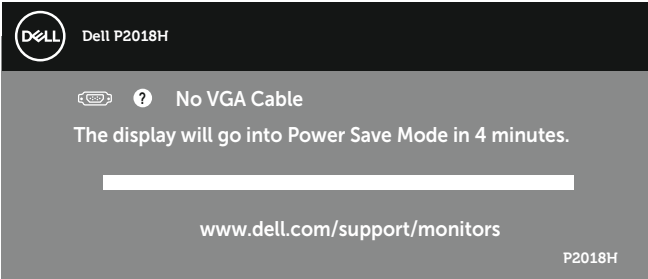 DELL
Dell P2018H
? No VGA Cable
The display will go into Power Save Mode in 4 minutes.
www.dell.com/support/monitors
P2018H